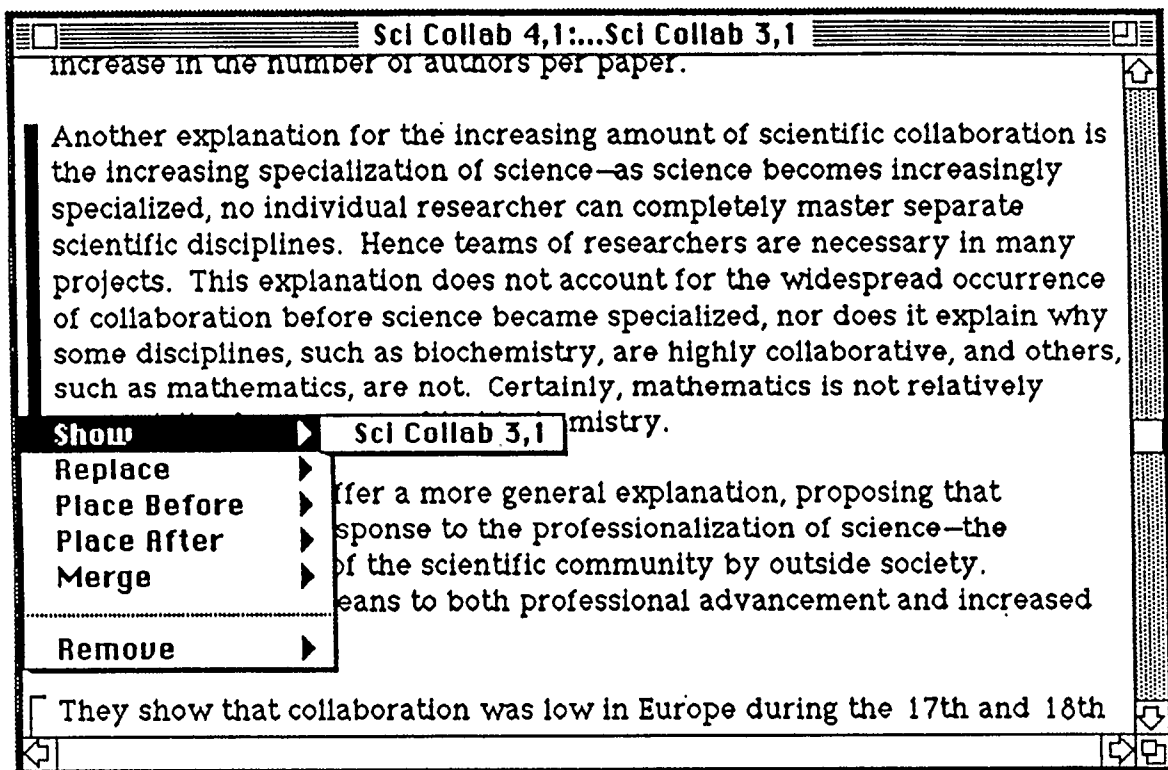 Sci Collab 4,1:...Sci Collab 3,1
increase in the number of authors per paper.
Another explanation for the increasing amount of scientific collaboration is
the increasing specialization of science—as science becomes increasingly
specialized, no individual researcher can completely master separate
scientific disciplines. Hence teams of researchers are necessary in many
projects. This explanation does not account for the widespread occurrence
of collaboration before science became specialized, nor does it explain why
some disciplines, such as biochemistry, are highly collaborative, and others,
such as mathematics, are not. Certainly, mathematics is not relatively
mistry.
Show
Sci Collab 3,1
Replace
Place Before
Place After
Merge
Remove
ffer a more general explanation, proposing that
sponse to the professionalization of science—the
of the scientific community by outside society.
eans to both professional advancement and increased
They show that collaboration was low in Europe during the 17th and 18th